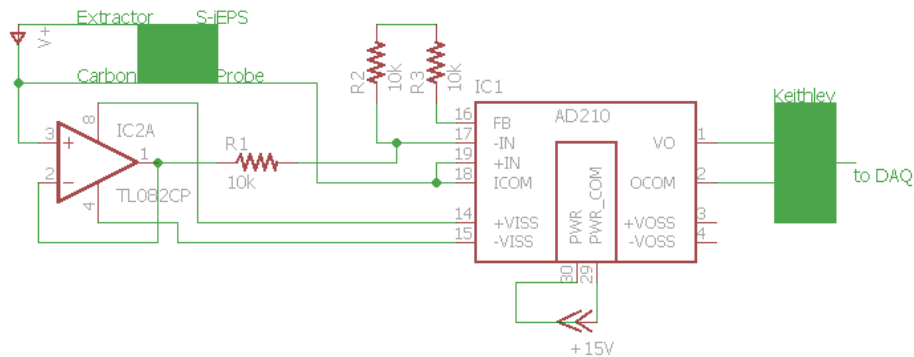 Extractor S-iEPS
V+
Carbon Probe
R2
10k
R3
10k
IC1
Keithley
AD210
16 FB
17 -IN
19 +IN
18 ICOM
14 +VISS
15 -VISS
VO 1
OCOM 2
+VOSS 3
-VOSS 4
PWR
PWR_COM
30
29
to DAQ
8
IC2A
3
2
1
4
TL082CP
R1
10k
+15V